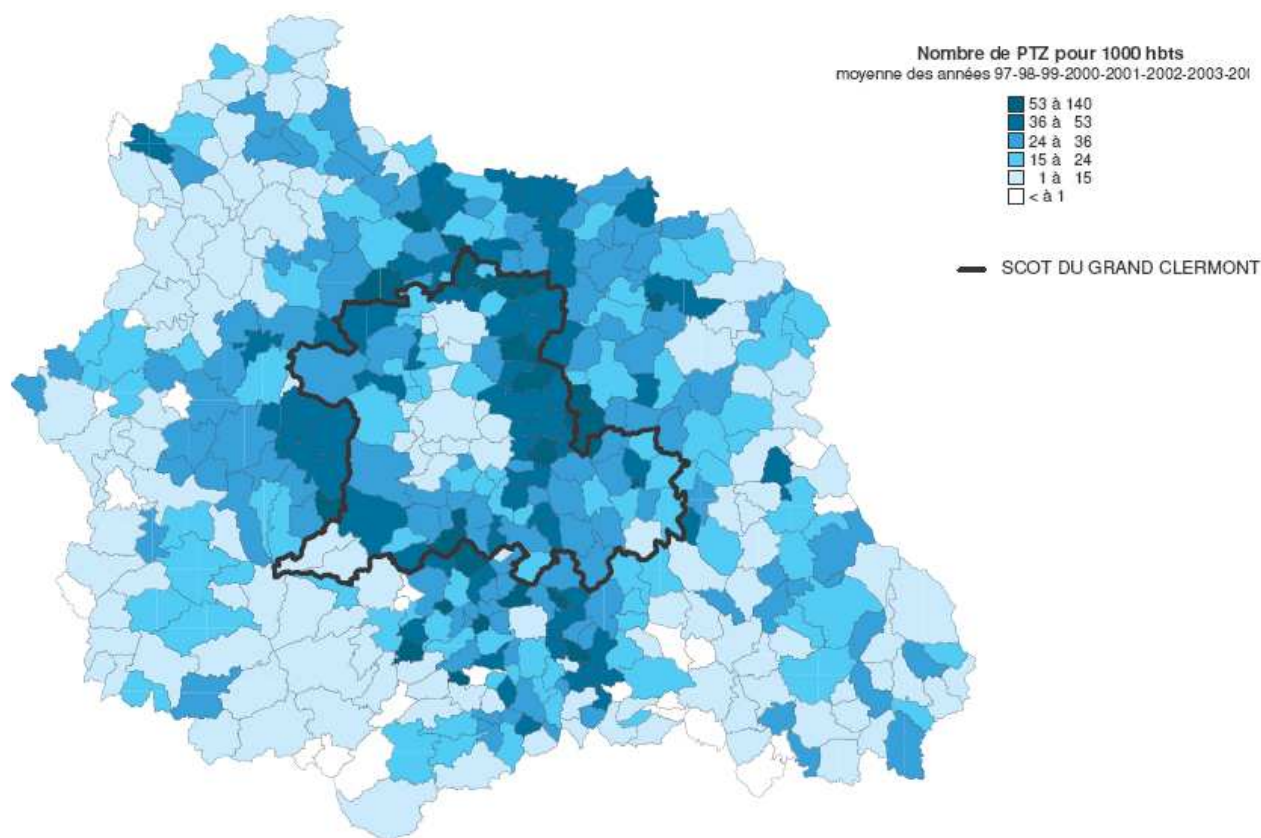 Nombre de PTZ pour 1000 hbts
moyenne des années 97-98-99-2000-2001-2002-2003-20
53 à 140
36 à 53
24 à 36
15 à 24
1 à 15
< à 1
SCOT DU GRAND CLERMONT